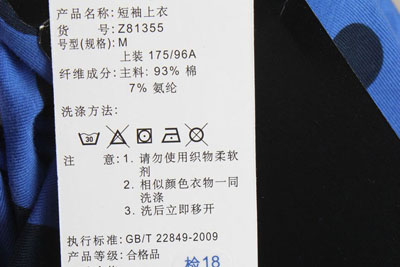 产品名称：短袖上衣
货 号：Z81355
号型(规格)：M
上装 175/96A
纤维成分：主料：93% 棉
7% 氨纶
洗涤方法：
30
注 意：1. 请勿使用织物柔软
剂
2. 相似颜色衣物一同
洗涤
3. 洗后立即移开
执行标准：GB/T 22849-2009
产品等级：合格品
检18